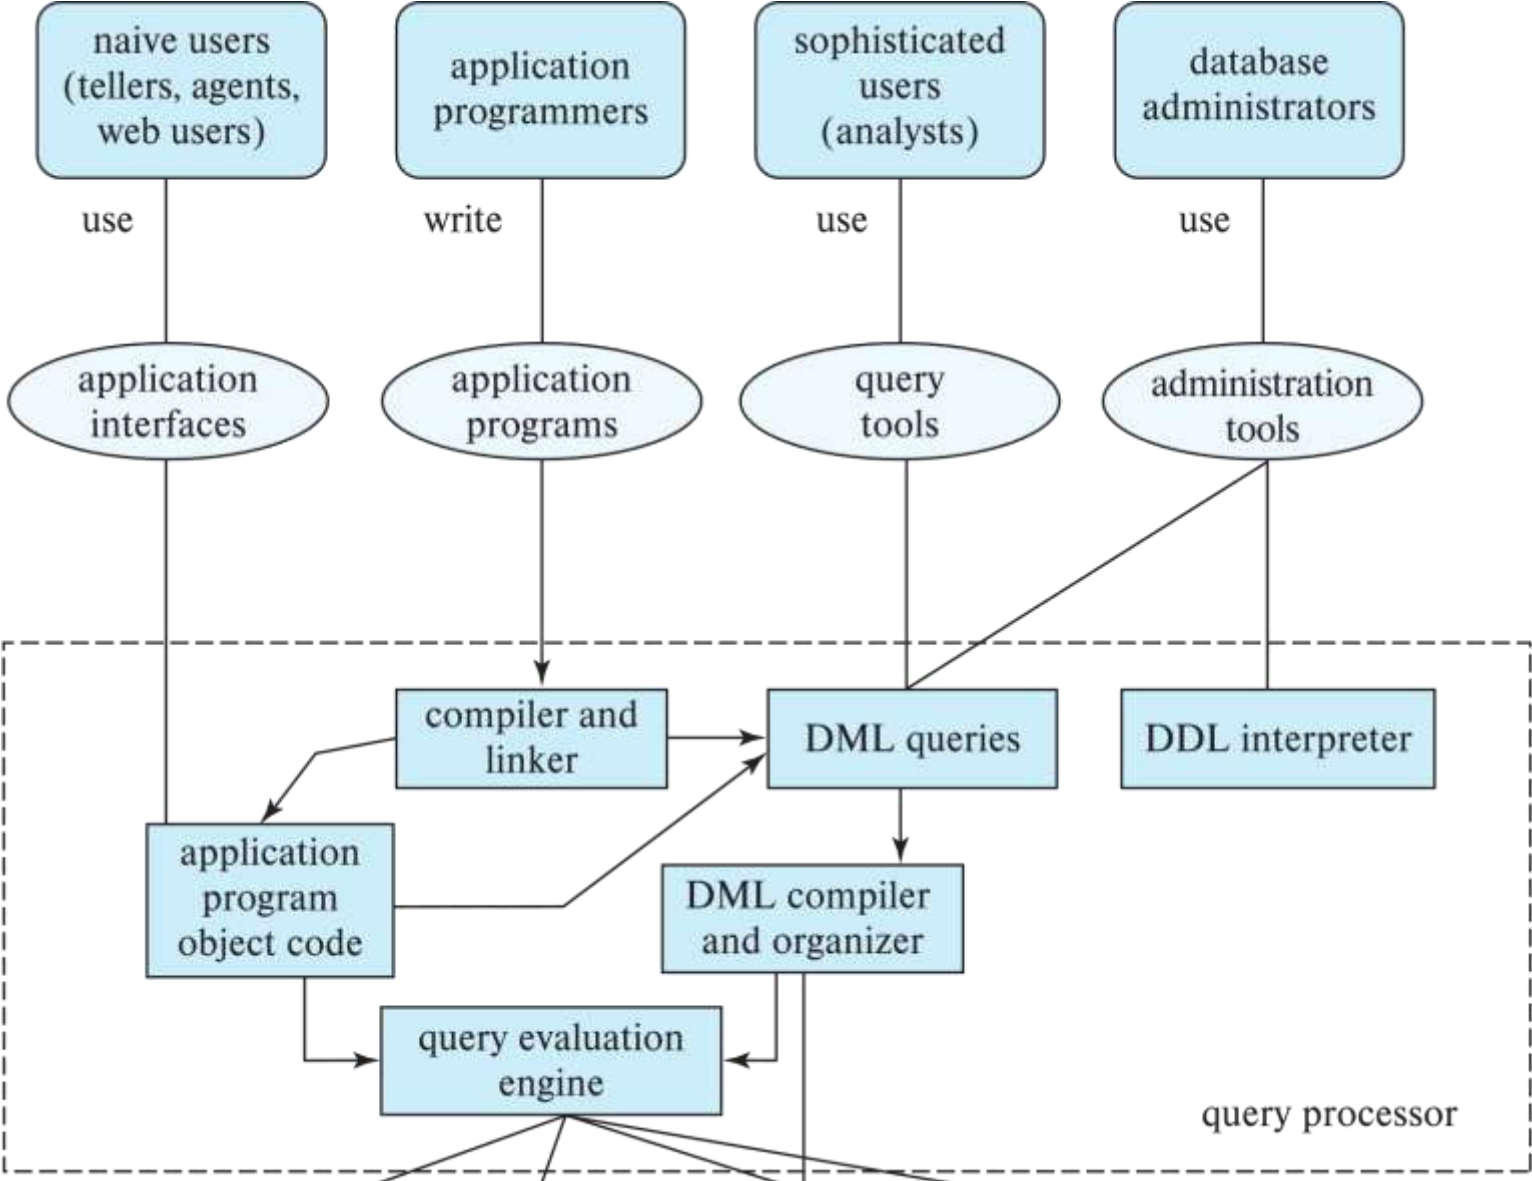 naive users
(tellers, agents,
web users)
application
programmers
sophisticated
users
(analysts)
database
administrators
use
write
use
use
application
interfaces
application
programs
query
tools
administration
tools
compiler and
linker
DML queries
DDL interpreter
application
program
object code
DML compiler
and organizer
query evaluation
engine
query processor